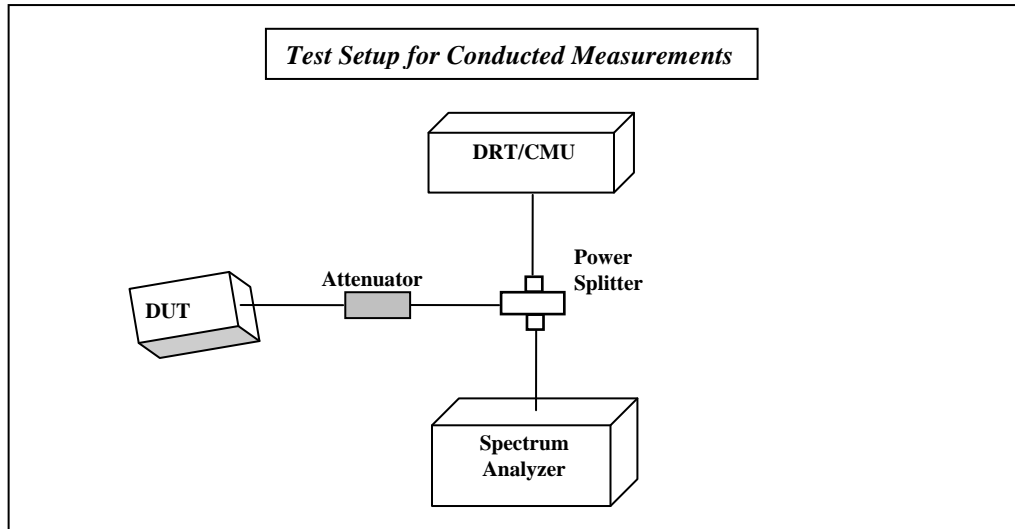 Test Setup for Conducted Measurements
DRT/CMU
Power
Splitter
Attenuator
DUT
Spectrum
Analyzer